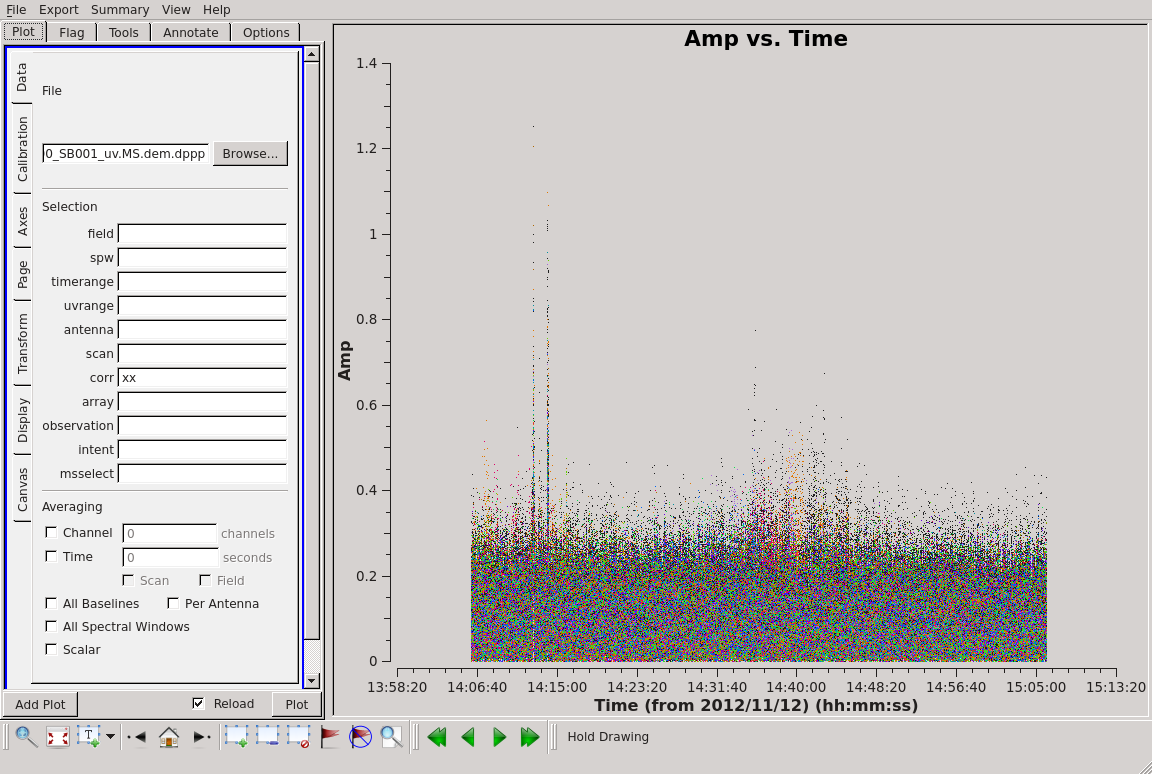 File Export Summary View Help
Plot Flag Tools Annotate Options
Data
Calibration
Axes
Page
Transform
Display
Canvas
File
0_SB001_uv.MS.dem.dppp Browse...
Selection
field
spw
timerange
uvrange
antenna
scan
corr xx
array
observation
intent
msselect
Averaging
Channel 0 channels
Time 0 seconds
Scan Field
All Baselines Per Antenna
All Spectral Windows
Scalar
Add Plot Reload Plot
Amp vs. Time
Amp
1.4
1.2
1
0.8
0.6
0.4
0.2
0
13:58:20 14:06:40 14:15:00 14:23:20 14:31:40 14:40:00 14:48:20 14:56:40 15:05:00 15:13:20
Time (from 2012/11/12) (hh:mm:ss)
T
Hold Drawing